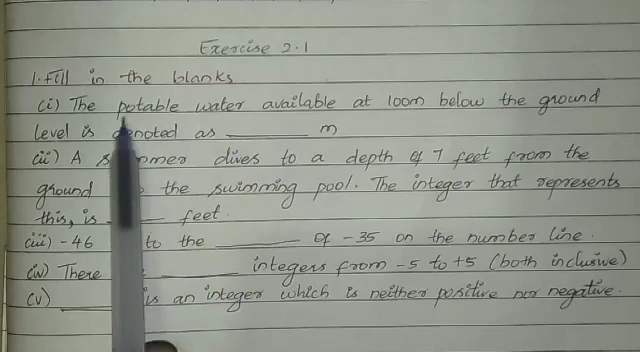 Exercise 2.1
1. Fill in the blanks
(i) The potable water available at 100m below the ground
level is denoted as ______ m
(ii) A dives to a depth of 7 feet from the
ground the swimming pool. The integer that represents
this, is ______ feet.
(iii) -46 to the ______ of -35 on the number line.
(iv) There ______ integers from -5 to +5 (both inclusive)
(v) ______ is an integer which is neither positive nor negative.